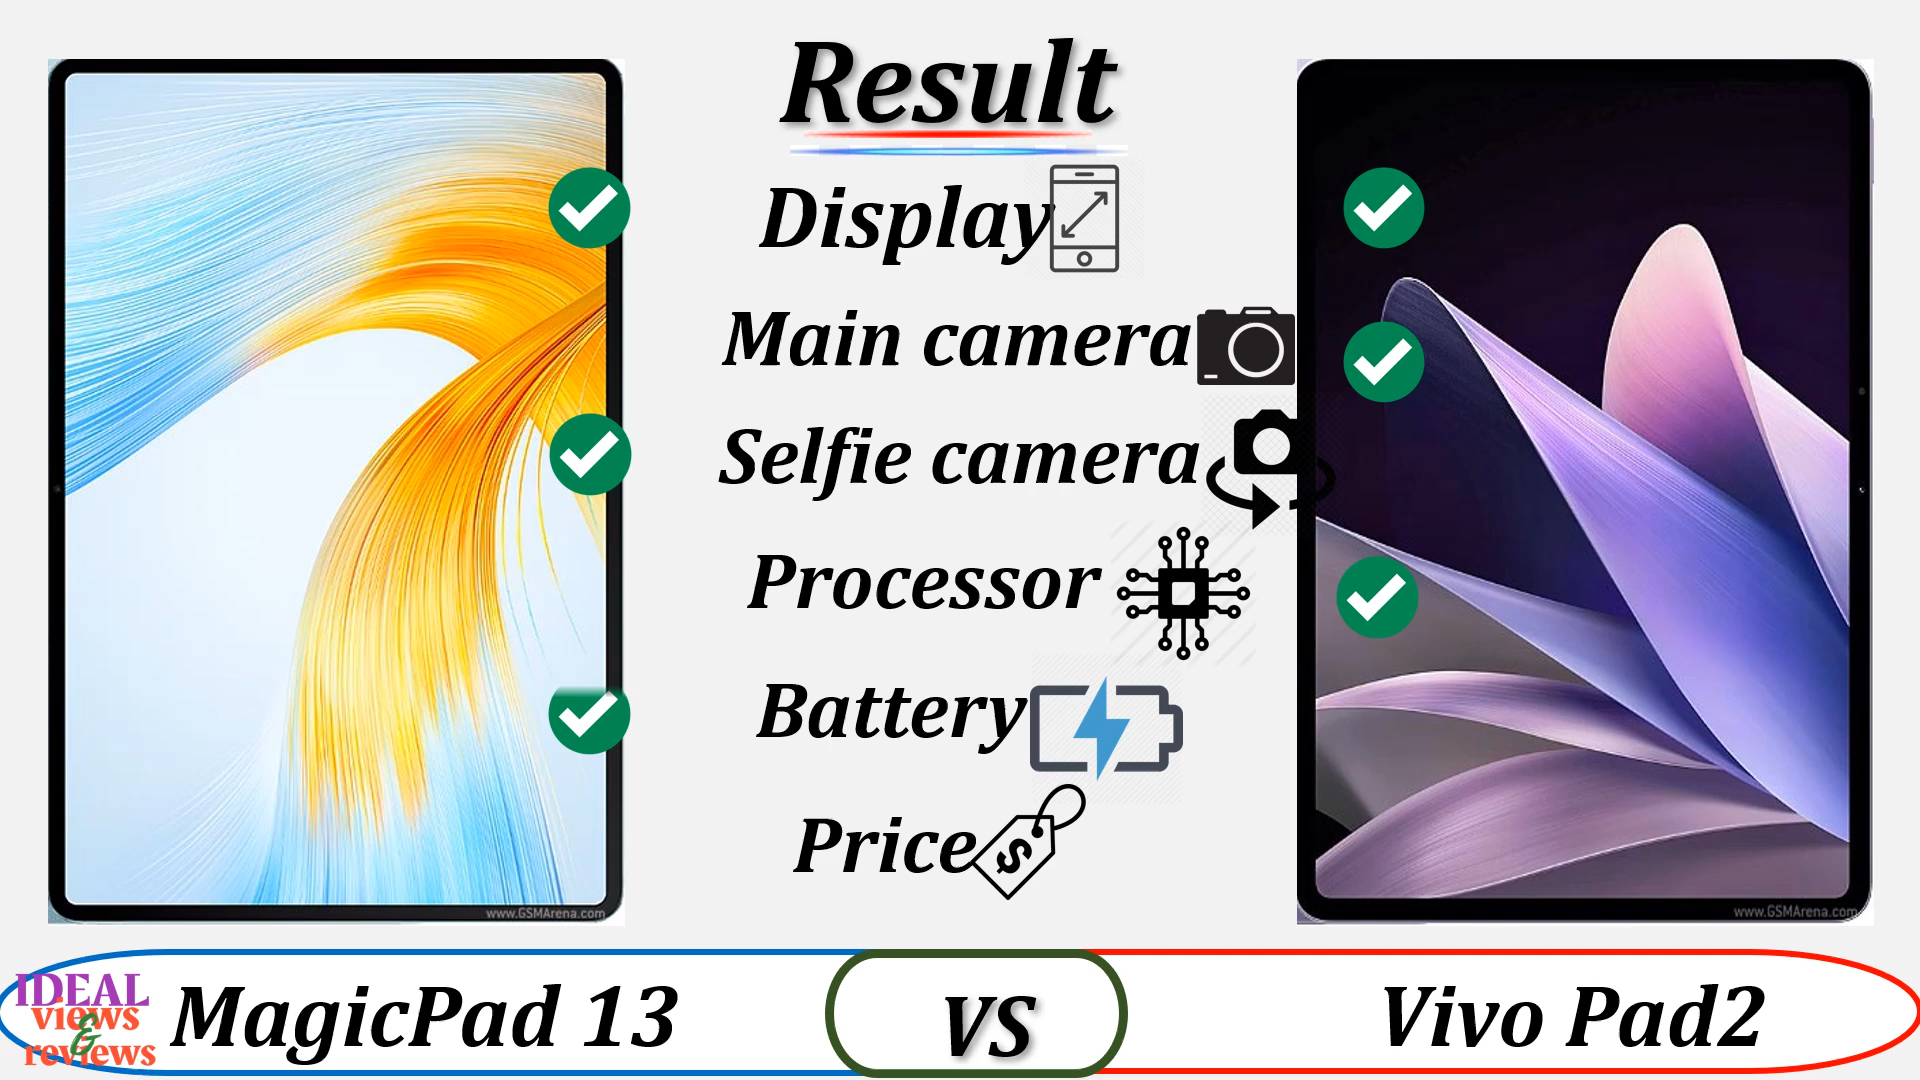 Result
Display
Main camera
Selfie camera
Processor
Battery
Price
$
www.GSMArena.com
www.GSMArena.com
IDEAL
views
&
reviews
MagicPad 13
VS
Vivo Pad2